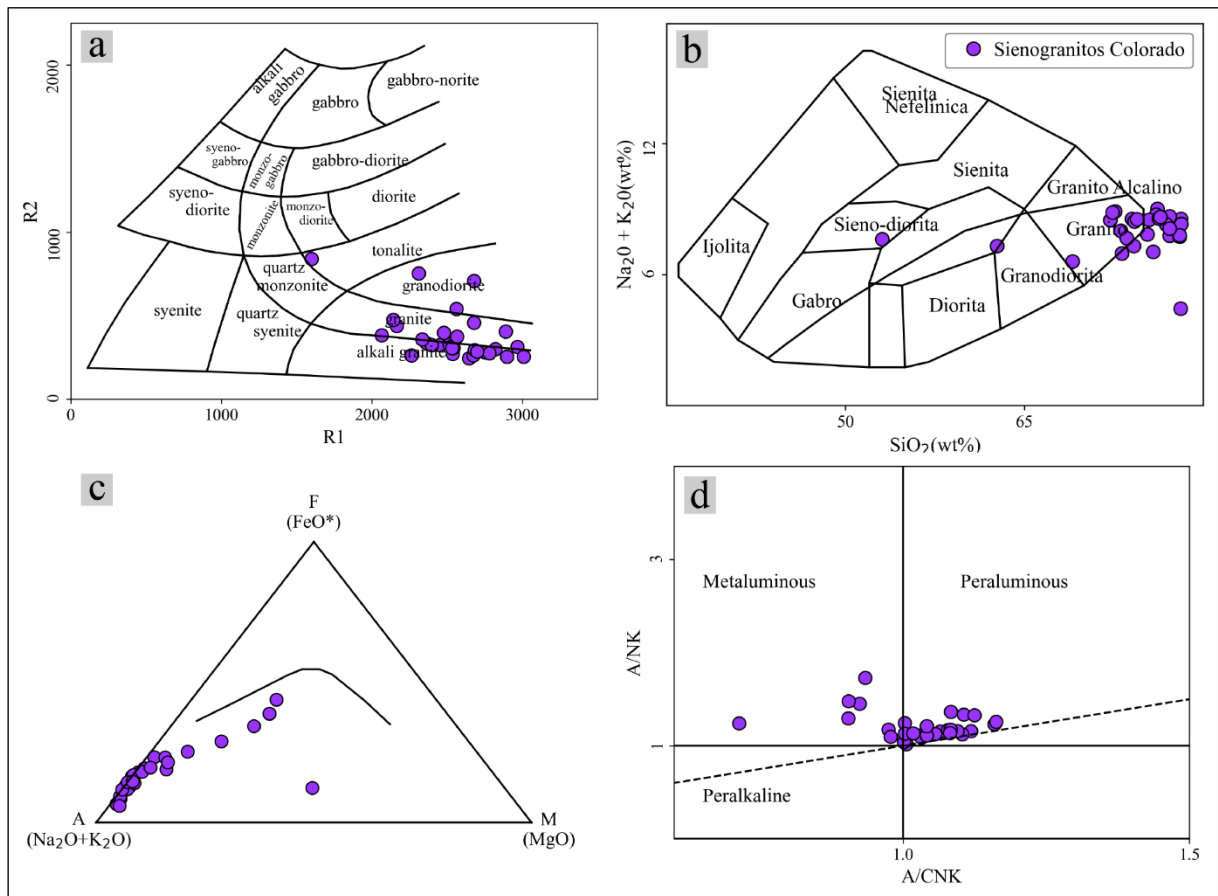 a
2000
1000
0
R2
0
1000
2000
3000
R1
alkali
gabbro
gabbro
gabbro-norite
syeno-
gabbro
monzo-
gabbro
gabbro-diorite
syeno-
diorite
monzonite
monzo-
diorite
diorite
tonalite
quartz
monzonite
granodiorite
syenite
quartz
syenite
granite
alkali granite
b
Sienogranitos Colorado
12
6
Na₂0 + K₂0(wt%)
50
65
SiO₂(wt%)
Sienita
Nefelinica
Sienita
Granito Alcalino
Sieno-diorita
Granito
Ijolita
Granodiorita
Gabro
Diorita
c
F
(FeO*)
A
(Na₂O+K₂O)
M
(MgO)
d
3
1
A/NK
Metaluminous
Peraluminous
Peralkaline
1.0
1.5
A/CNK